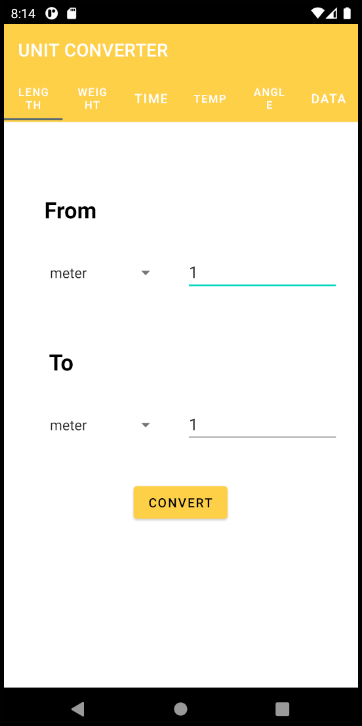 8:14
UNIT CONVERTER
LENG
TH
WEIG
HT
TIME
TEMP
ANGL
E
DATA
From
meter 1
To
meter 1
CONVERT